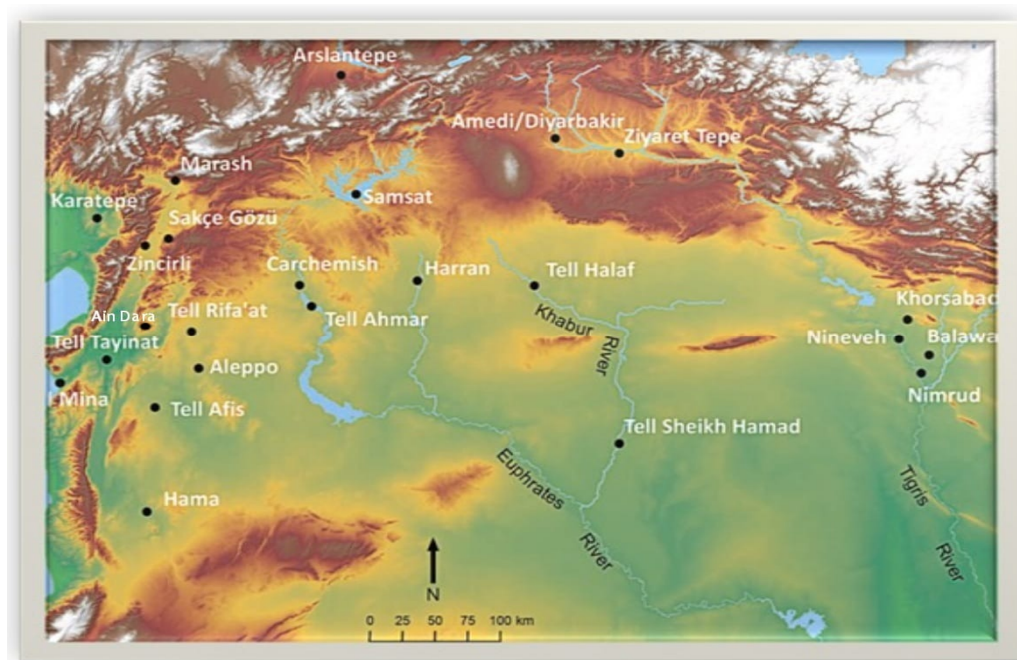 Arslantepe
Amedi/Diyarbakir
Ziyaret Tepe
Marash
Samsat
Karatepe
Sakçe Gözü
Zincirli
Carchemish
Harran
Tell Halaf
Khorsabad
Ain Dara
Tell Rifa'at
Tell Ahmar
Khabur
River
Nineveh
Balawa
Tell Tayinat
Aleppo
l Mina
Tell Afis
Nimrud
Tell Sheikh Hamad
Euphrates
River
Tigris
River
Hama
N
0 25 50 75 100 km